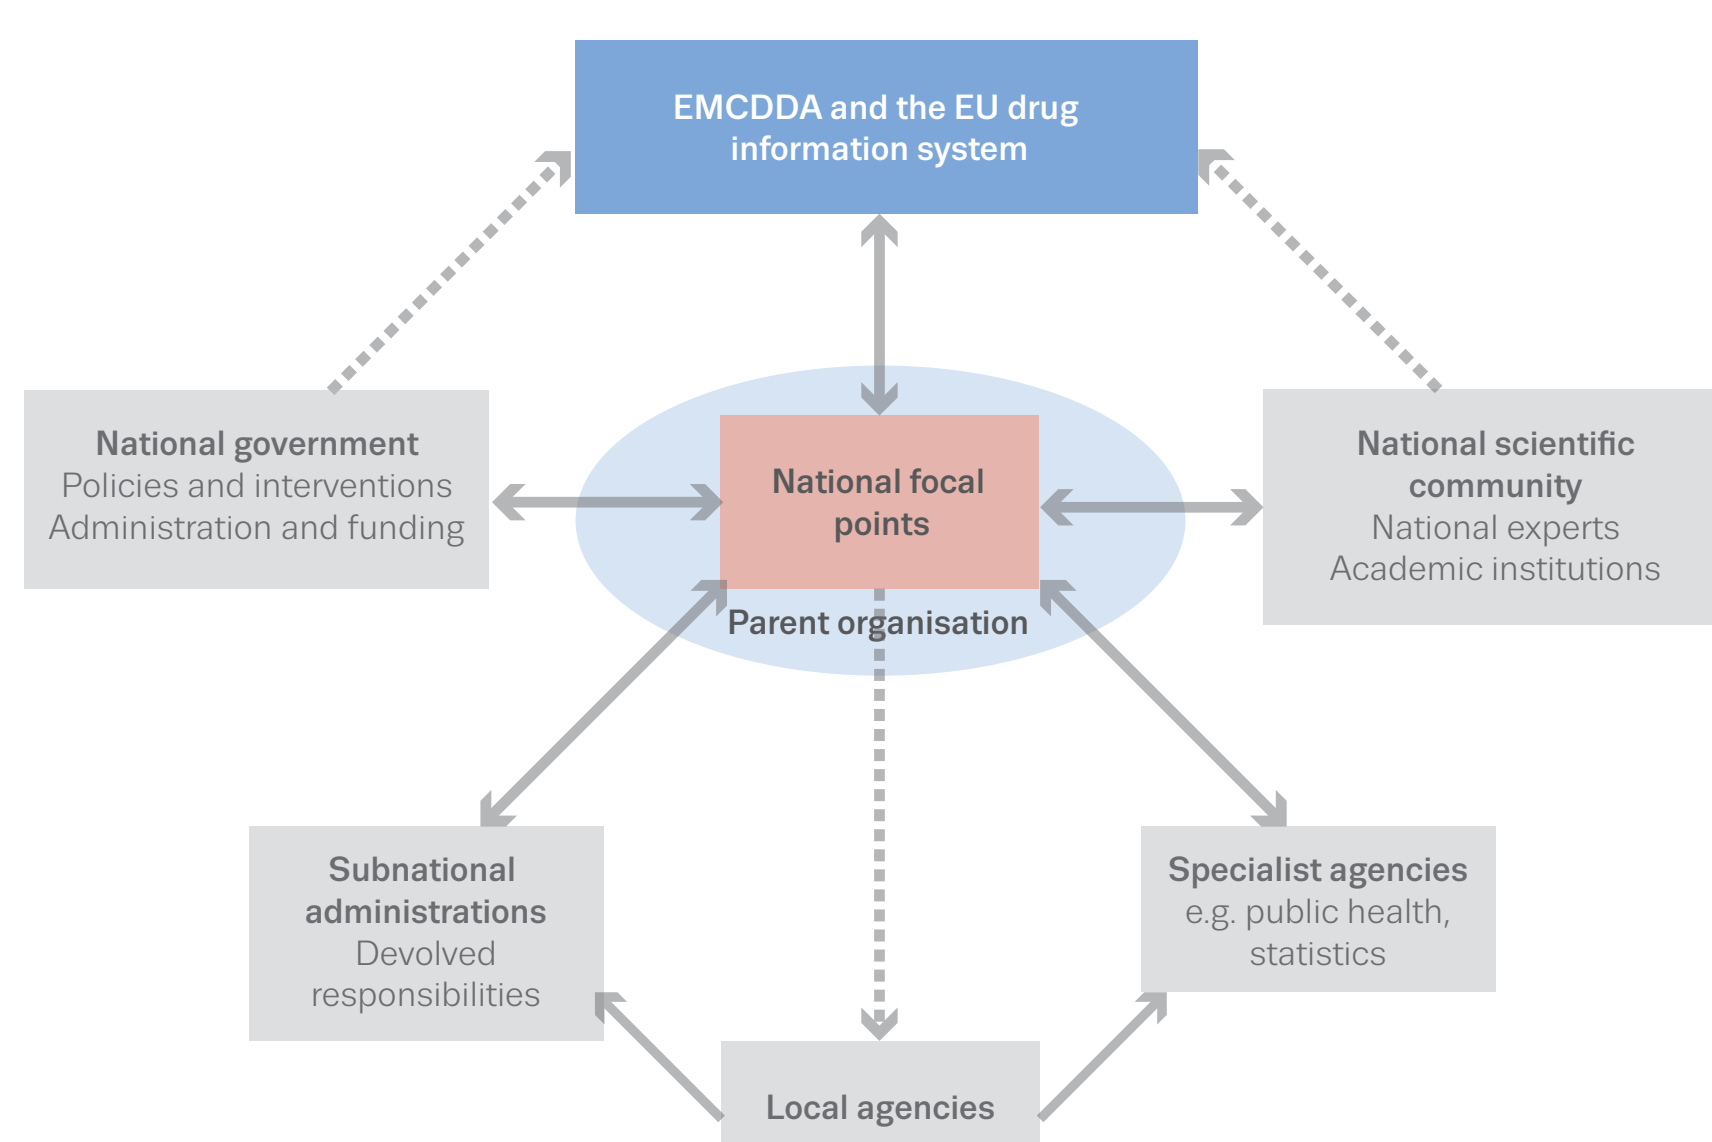 EMCDDA and the EU drug
information system
National government
Policies and interventions
Administration and funding
National focal
points
National scientific
community
National experts
Academic institutions
Parent organisation
Subnational
administrations
Devolved
responsibilities
Specialist agencies
e.g. public health,
statistics
Local agencies